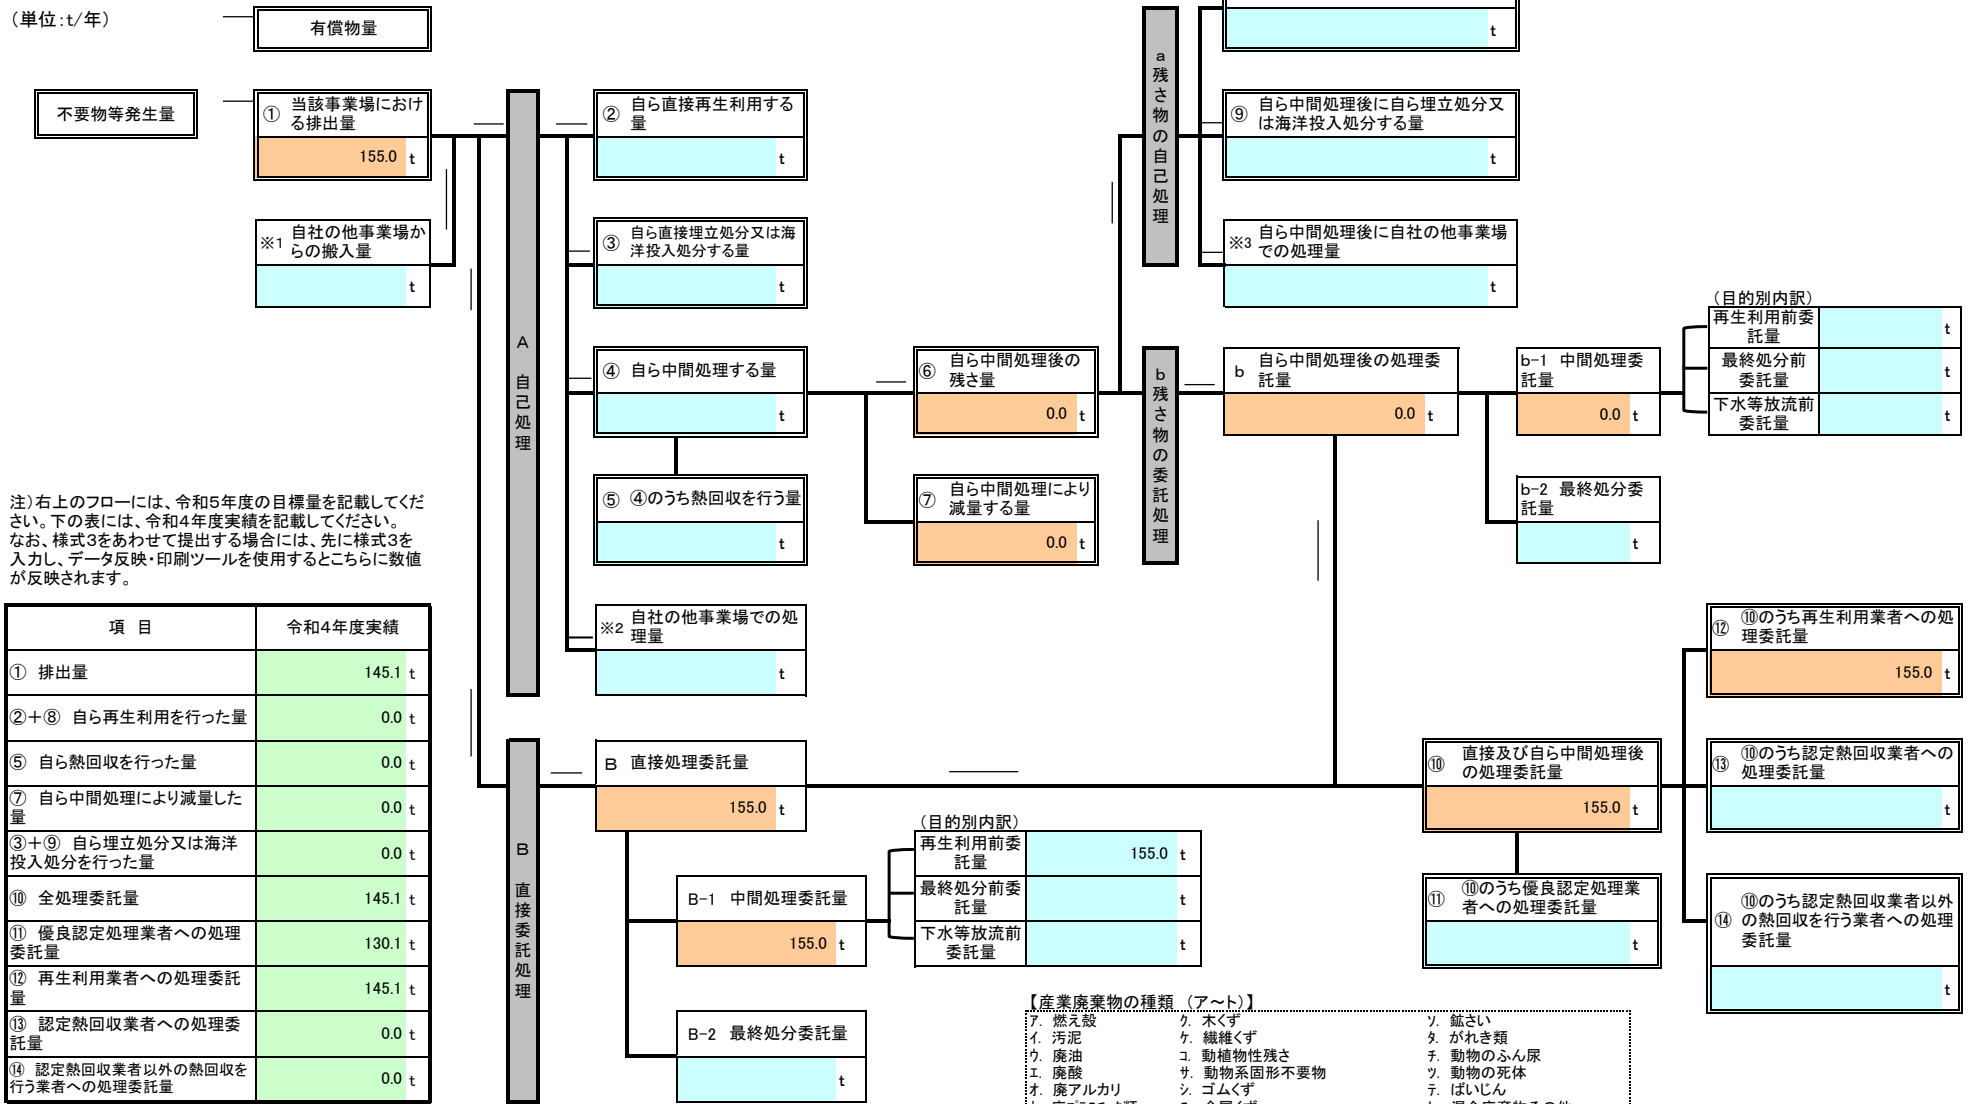 （単位：t/年）
有償物量
不要物等発生量
① 当該事業場におけ
る排出量
155.0 t
※1 自社の他事業場か
らの搬入量
t
A 自己処理
② 自ら直接再生利用する
量
t
③ 自ら直接埋立処分又は海
洋投入処分する量
t
④ 自ら中間処理する量
t
⑤ ④のうち熱回収を行う量
t
※2 自社の他事業場での処
理量
t
⑥ 自ら中間処理後の
残さ量
0.0 t
⑦ 自ら中間処理により
減量する量
0.0 t
a 残さ物の自己処理
t
⑨ 自ら中間処理後に自ら埋立処分又
は海洋投入処分する量
t
※3 自ら中間処理後に自社の他事業場
での処理量
t
b 残さ物の委託処理
b 自ら中間処理後の処理委
託量
0.0 t
b-1 中間処理委
託量
0.0 t
b-2 最終処分委
託量
t
（目的別内訳）
再生利用前委
託量
t
最終処分前
委託量
t
下水等放流前
委託量
t
注）右上のフローには、令和5年度の目標量を記載してくだ
さい。下の表には、令和4年度実績を記載してください。
なお、様式3をあわせて提出する場合には、先に様式3を
入力し、データ反映・印刷ツールを使用するとこちらに数値
が反映されます。
項 目 令和4年度実績
① 排出量 145.1 t
②＋⑧ 自ら再生利用を行った量 0.0 t
⑤ 自ら熱回収を行った量 0.0 t
⑦ 自ら中間処理により減量した
量 0.0 t
③＋⑨ 自ら埋立処分又は海洋
投入処分を行った量 0.0 t
⑩ 全処理委託量 145.1 t
⑪ 優良認定処理業者への処理
委託量 130.1 t
⑫ 再生利用業者への処理委託
量 145.1 t
⑬ 認定熱回収業者への処理委
託量 0.0 t
⑭ 認定熱回収業者以外の熱回収を
行う業者への処理委託量 0.0 t
B 直接委託処理
B 直接処理委託量
155.0 t
B-1 中間処理委託量
155.0 t
B-2 最終処分委託量
t
（目的別内訳）
再生利用前委
託量
155.0 t
最終処分前委
託量
t
下水等放流前
委託量
t
⑩ 直接及び自ら中間処理後
の処理委託量
155.0 t
⑪ ⑩のうち優良認定処理業
者への処理委託量
t
⑫ ⑩のうち再生利用業者への処
理委託量
155.0 t
⑬ ⑩のうち認定熱回収業者への
処理委託量
t
⑭ ⑩のうち認定熱回収業者以外
の熱回収を行う業者への処理
委託量
t
【産業廃棄物の種類 （ア～ト）】
ア. 燃え殻 ク. 木くず ソ. 鉱さい
イ. 汚泥 ケ. 繊維くず タ. がれき類
ウ. 廃油 コ. 動植物性残さ チ. 動物のふん尿
エ. 廃酸 サ. 動物系固形不要物 ツ. 動物の死体
オ. 廃アルカリ シ. ゴムくず テ. ばいじん